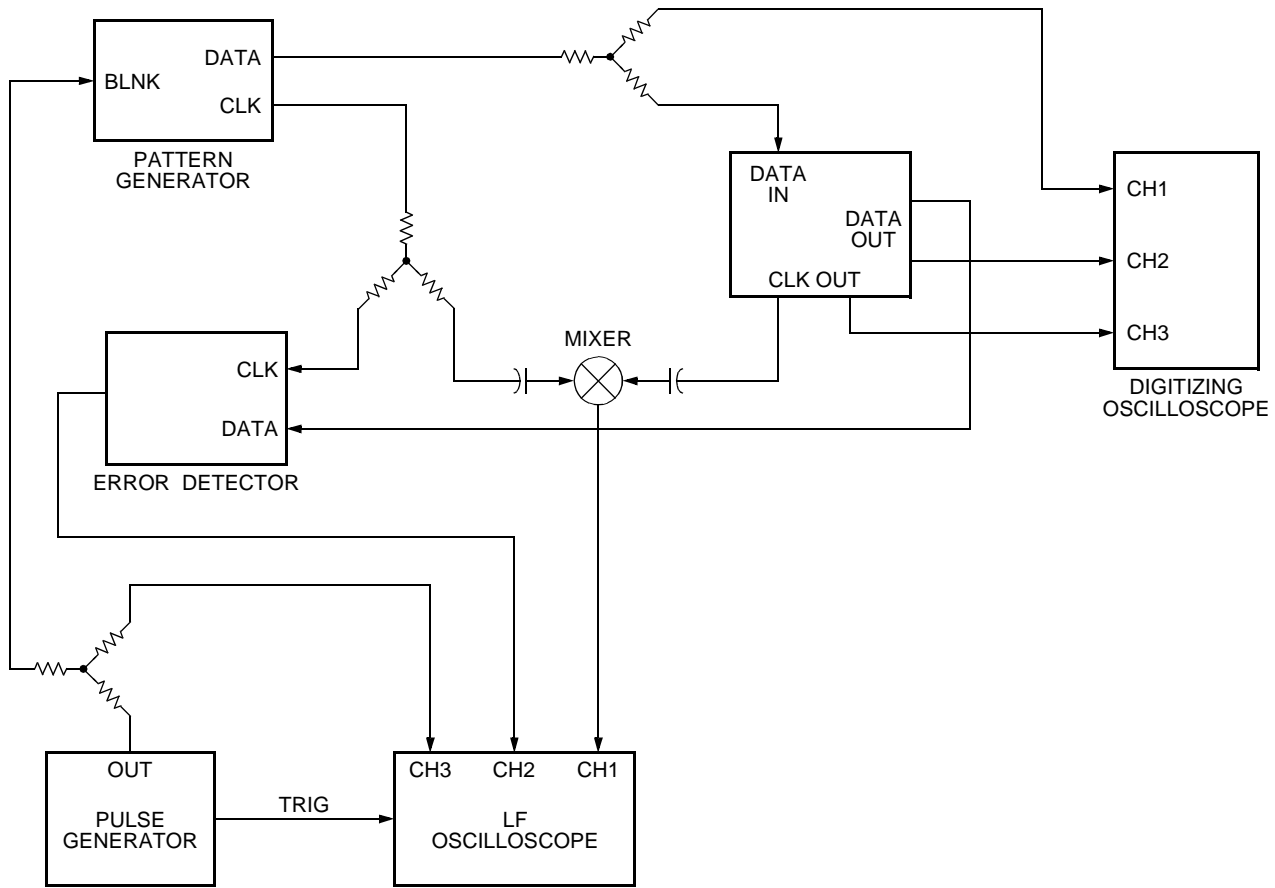 DATA
BLNK
CLK
PATTERN
GENERATOR
DATA
IN
DATA
OUT
CLK OUT
CH1
CH2
CH3
DIGITIZING
OSCILLOSCOPE
MIXER
CLK
DATA
ERROR DETECTOR
OUT
PULSE
GENERATOR
TRIG
CH3 CH2 CH1
LF
OSCILLOSCOPE